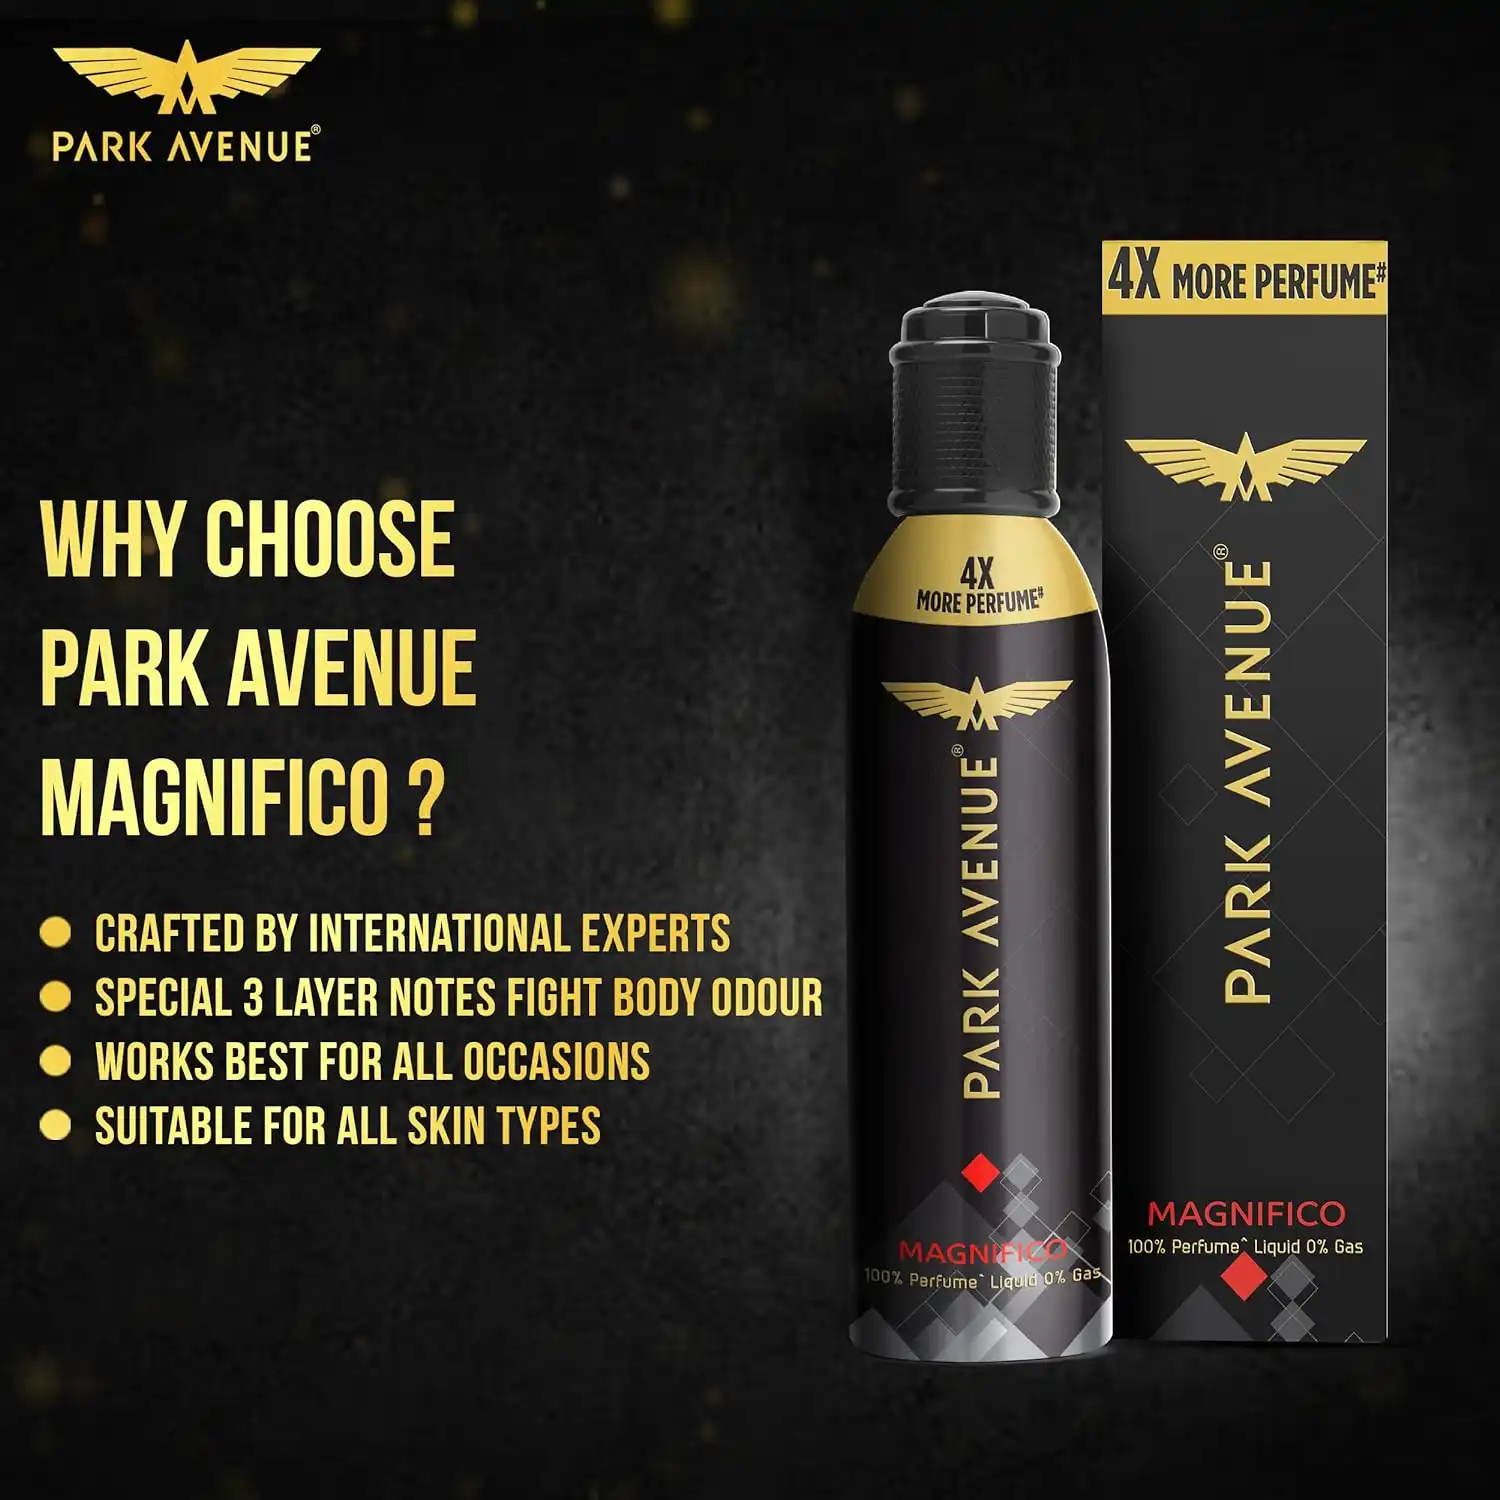 PARK AVENUE®
WHY CHOOSE
PARK AVENUE
MAGNIFICO ?
CRAFTED BY INTERNATIONAL EXPERTS
SPECIAL 3 LAYER NOTES FIGHT BODY ODOUR
WORKS BEST FOR ALL OCCASIONS
SUITABLE FOR ALL SKIN TYPES
4X
MORE PERFUME#
PARK AVENUE®
MAGNIFICO
100% Perfume^ Liquid 0% Gas
4X MORE PERFUME#
PARK AVENUE®
MAGNIFICO
100% Perfume^ Liquid 0% Gas